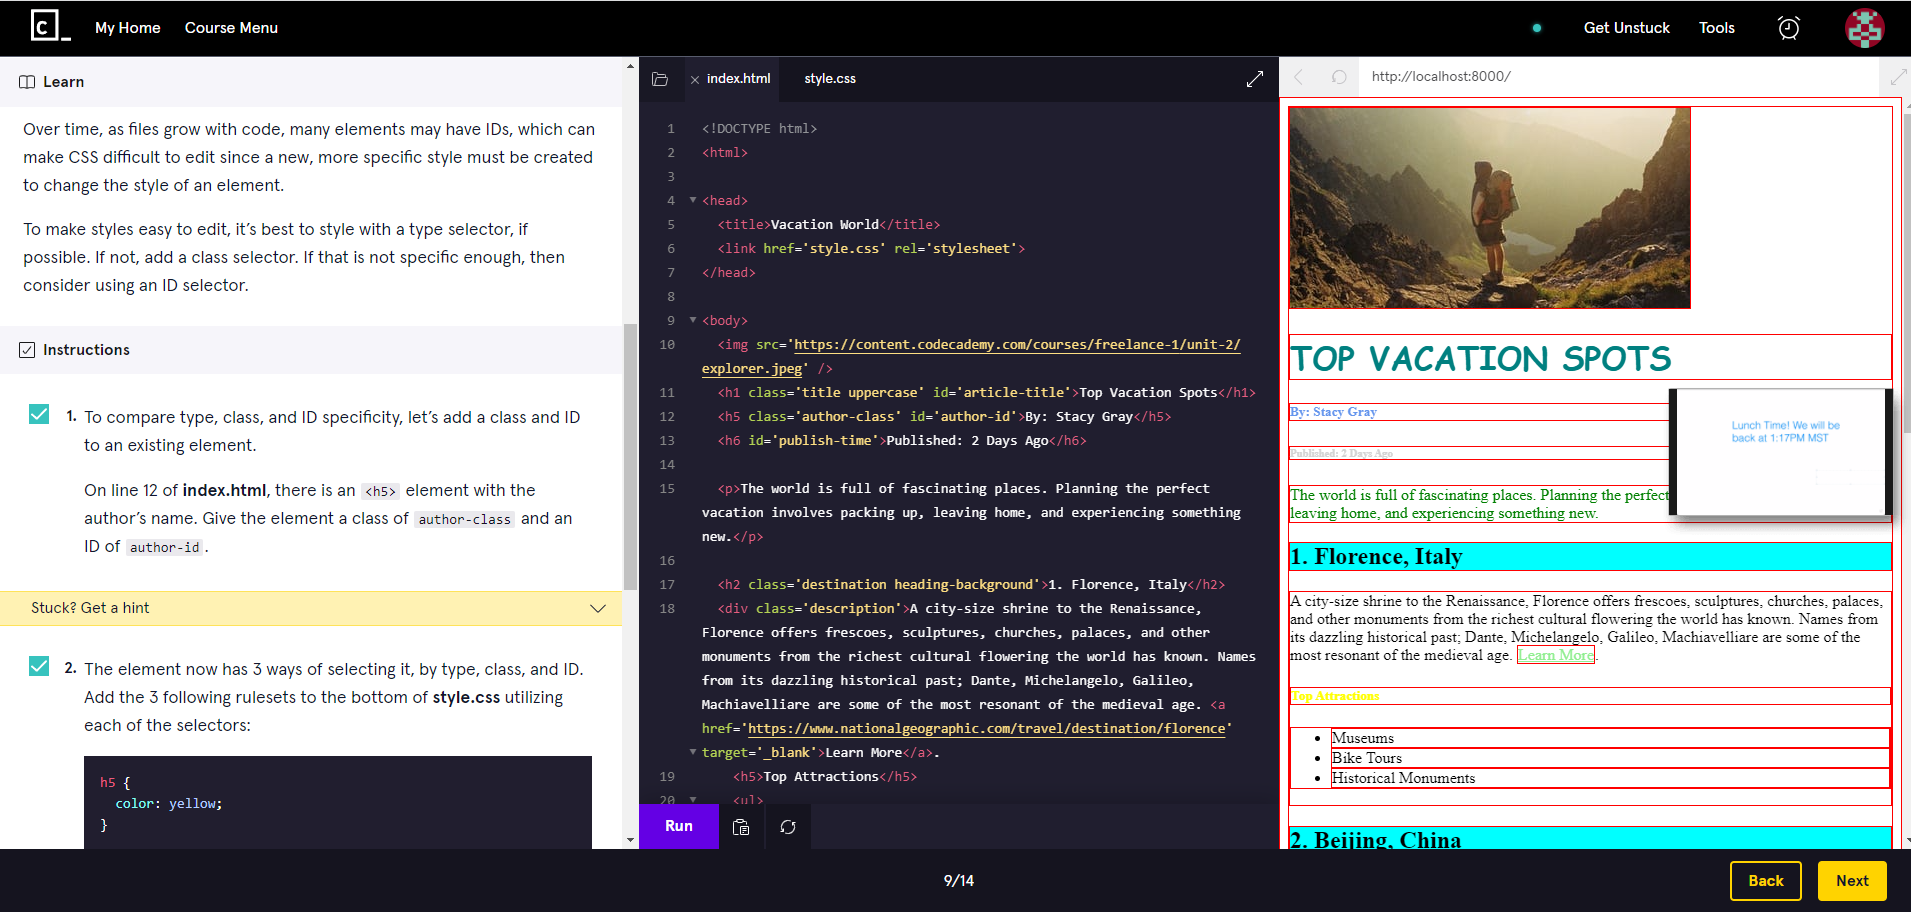 My Home
Course Menu
Get Unstuck
Tools
Learn
Over time, as files grow with code, many elements may have IDs, which can
make CSS difficult to edit since a new, more specific style must be created
to change the style of an element.
To make styles easy to edit, it’s best to style with a type selector, if
possible. If not, add a class selector. If that is not specific enough, then
consider using an ID selector.
Instructions
1. To compare type, class, and ID specificity, let’s add a class and ID
to an existing element.
On line 12 of index.html, there is an <h5> element with the
author’s name. Give the element a class of author-class and an
ID of author-id.
Stuck? Get a hint
2. The element now has 3 ways of selecting it, by type, class, and ID.
Add the 3 following rulesets to the bottom of style.css utilizing
each of the selectors:
h5 {
color: yellow;
}
index.html
style.css
1 <!DOCTYPE html>
2 <html>
3
4 <head>
5 <title>Vacation World</title>
6 <link href='style.css' rel='stylesheet'>
7 </head>
8
9 <body>
10 <img src='https://content.codecademy.com/courses/freelance-1/unit-2/
explorer.jpeg' />
11 <h1 class='title uppercase' id='article-title'>Top Vacation Spots</h1>
12 <h5 class='author-class' id='author-id'>By: Stacy Gray</h5>
13 <h6 id='publish-time'>Published: 2 Days Ago</h6>
14
15 <p>The world is full of fascinating places. Planning the perfect
vacation involves packing up, leaving home, and experiencing something
new.</p>
16
17 <h2 class='destination heading-background'>1. Florence, Italy</h2>
18 <div class='description'>A city-size shrine to the Renaissance,
Florence offers frescoes, sculptures, churches, palaces, and other
monuments from the richest cultural flowering the world has known. Names
from its dazzling historical past; Dante, Michelangelo, Galileo,
Machiavelliare are some of the most resonant of the medieval age. <a
href='https://www.nationalgeographic.com/travel/destination/florence'
target='_blank'>Learn More</a>.
19 <h5>Top Attractions</h5>
20 <ul>
Run
http://localhost:8000/
TOP VACATION SPOTS
By: Stacy Gray
Published: 2 Days Ago
Lunch Time! We will be
back at 1:17PM MST
The world is full of fascinating places. Planning the perfect
leaving home, and experiencing something new.
1. Florence, Italy
A city-size shrine to the Renaissance, Florence offers frescoes, sculptures, churches, palaces,
and other monuments from the richest cultural flowering the world has known. Names from
its dazzling historical past; Dante, Michelangelo, Galileo, Machiavelliare are some of the
most resonant of the medieval age. Learn More.
Top Attractions
Museums
Bike Tours
Historical Monuments
2. Beijing, China
9/14
Back
Next